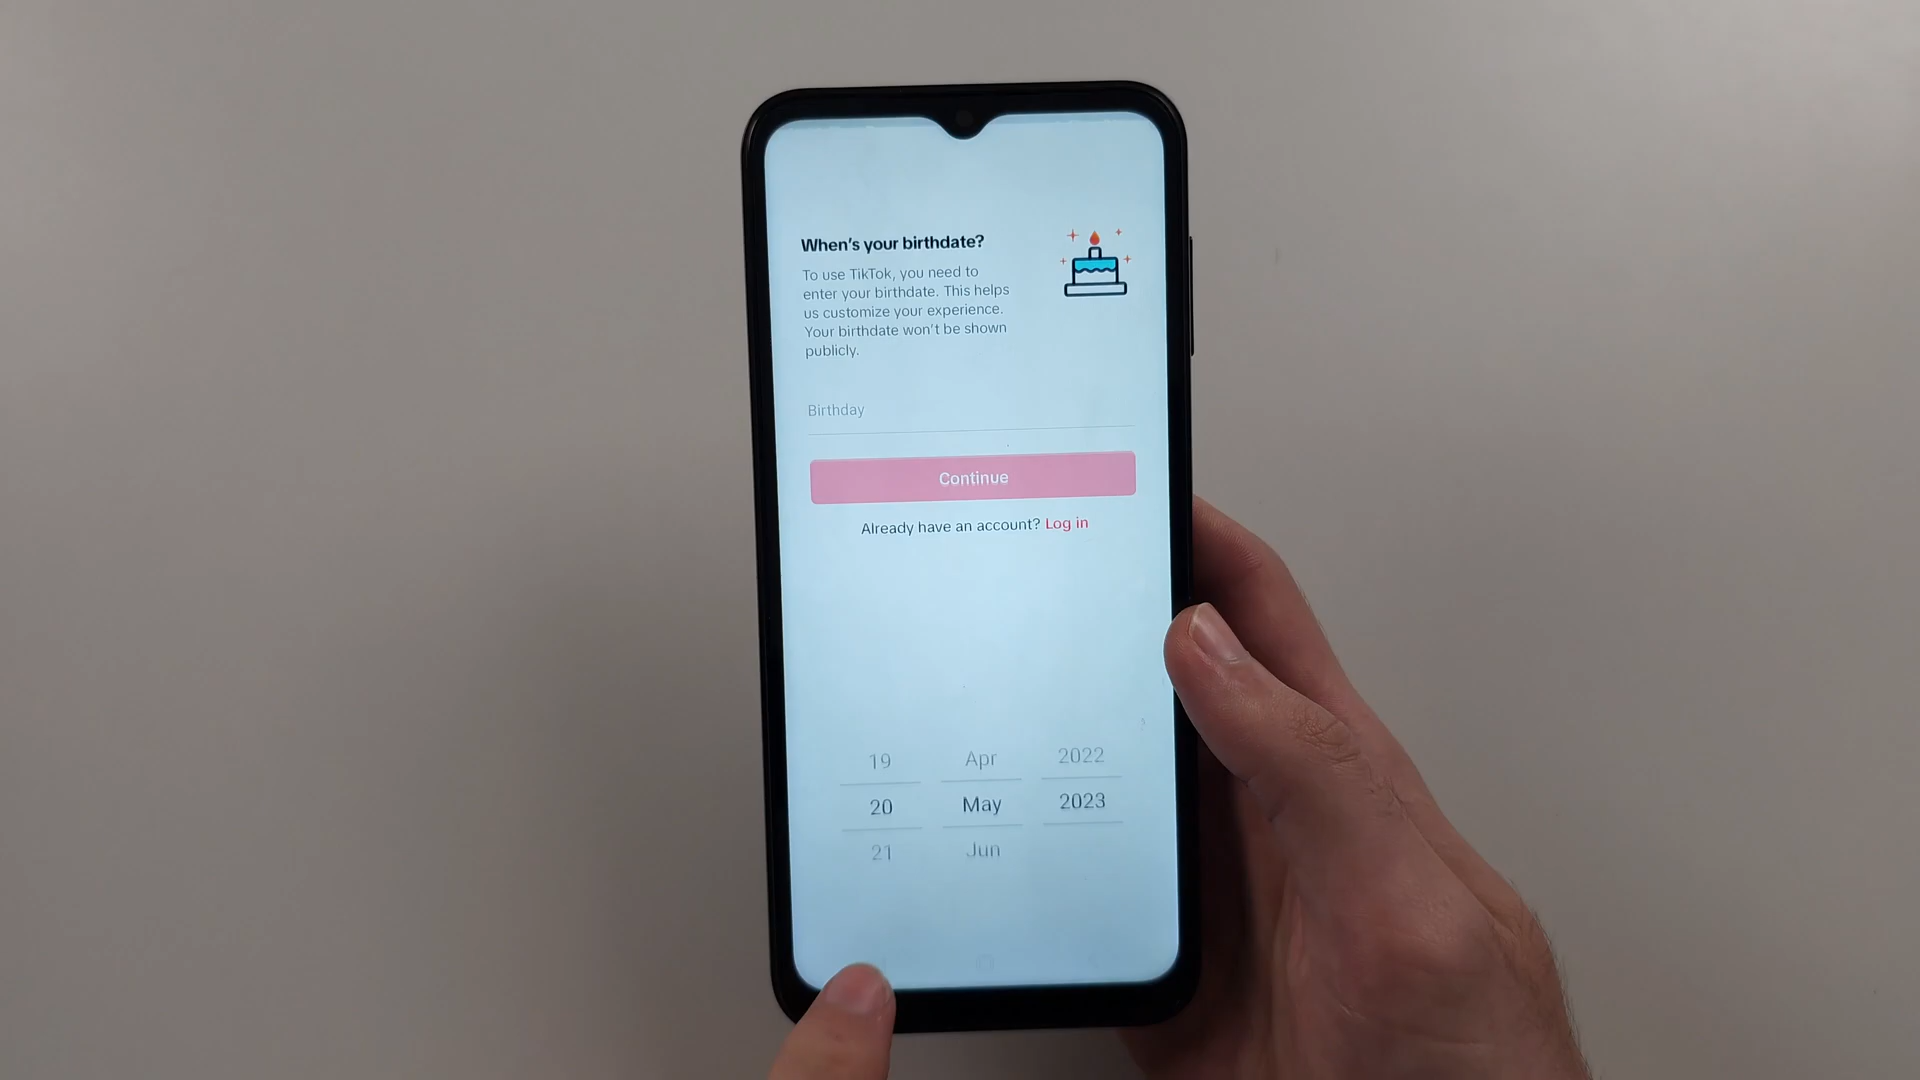 When's your birthdate?
To use TikTok, you need to
enter your birthdate. This helps
us customize your experience.
Your birthdate won't be shown
publicly.
Birthday
Continue
Already have an account? Log in
19 Apr 2022
20 May 2023
21 Jun